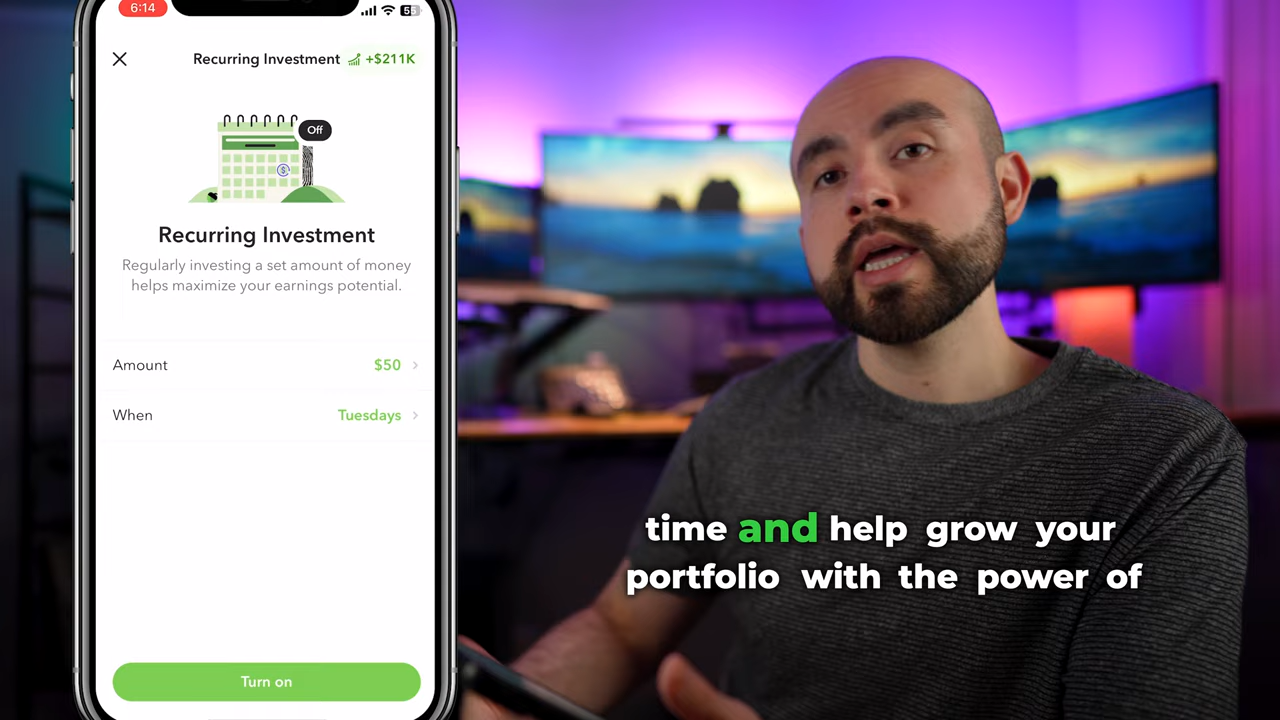 6:14
55
Recurring Investment +$211K
Off
$
Recurring Investment
Regularly investing a set amount of money
helps maximize your earnings potential.
Amount $50
When Tuesdays
Turn on
time and help grow your
portfolio with the power of